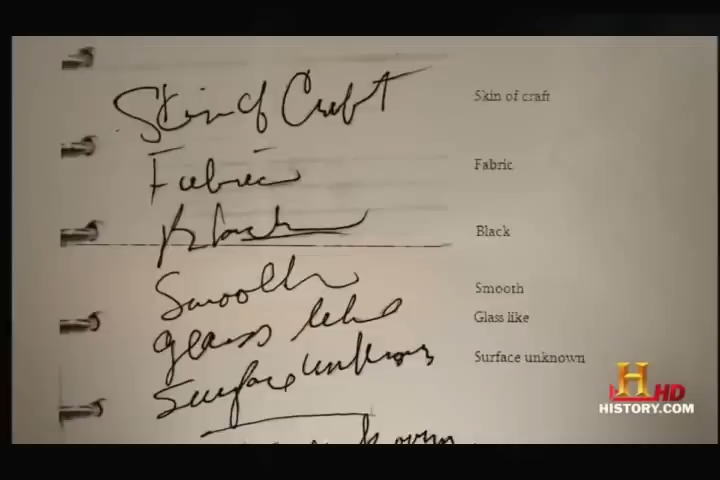 Skin of Craft Skin of craft
Fabric Fabric
Black Black
Smooth Smooth
glass like Glass like
Surface unknown Surface unknown
H HD
HISTORY.COM